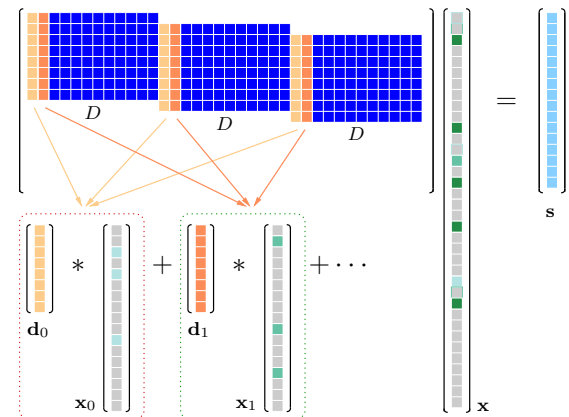 D
D
D
=
s
∗
+
∗
+ ⋯
d₀
d₁
x₀
x₁
x